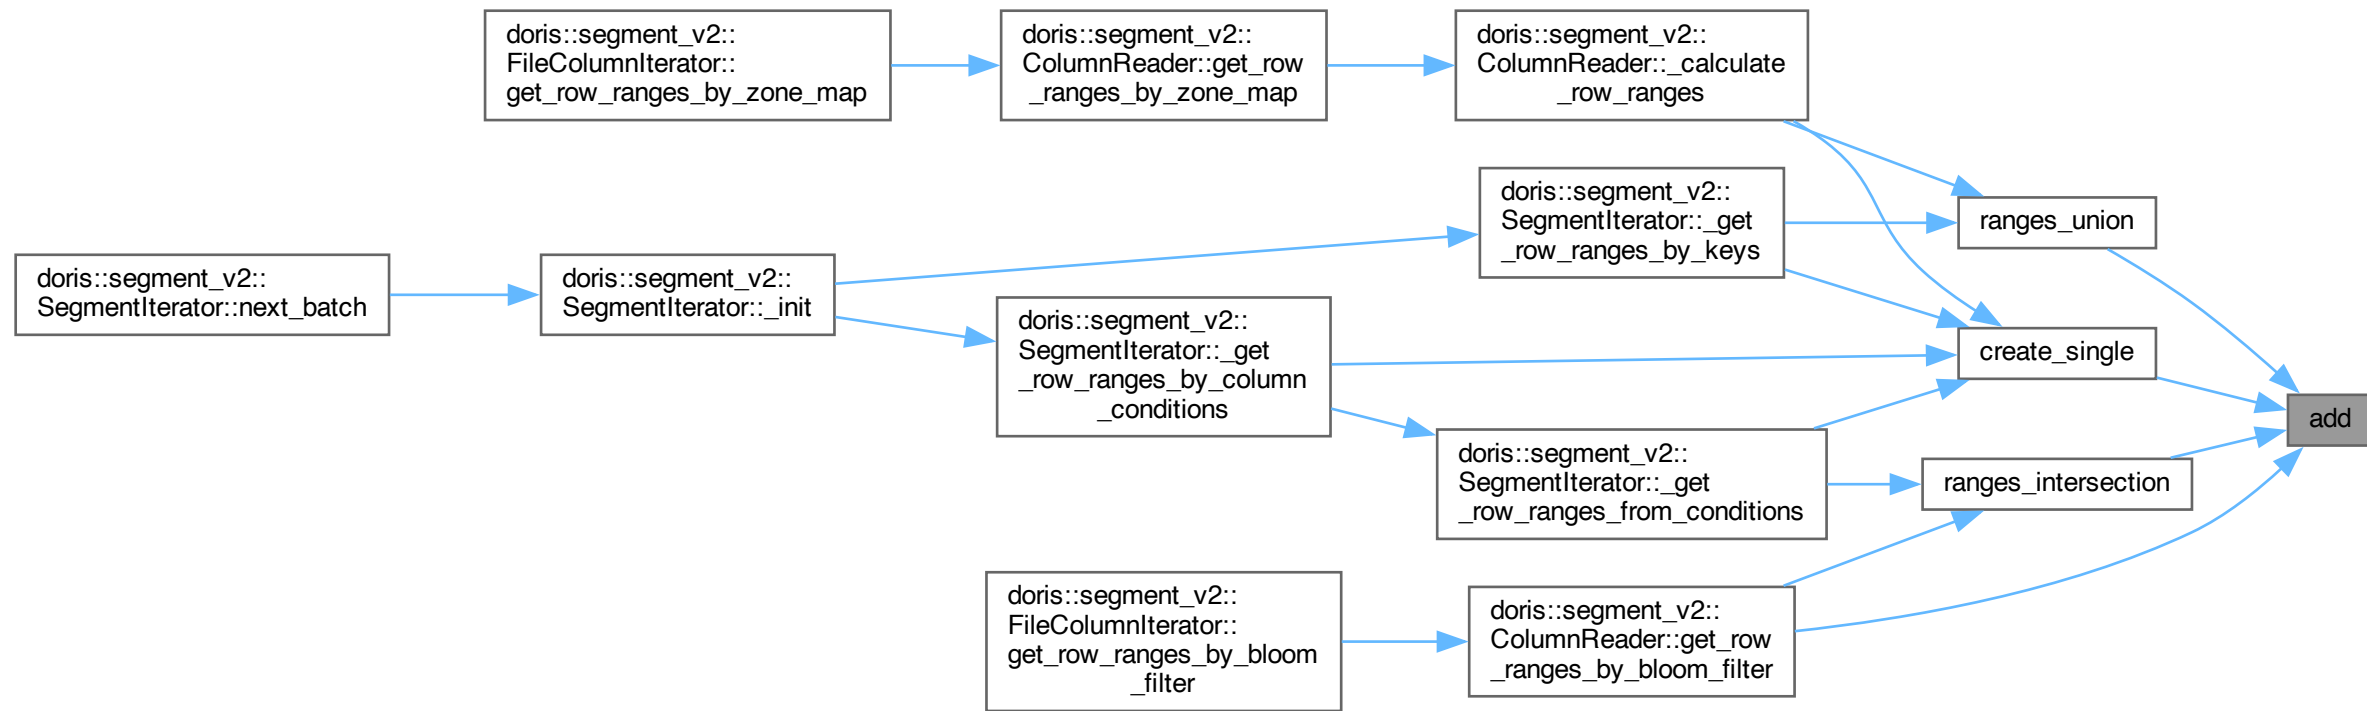 doris::segment_v2::
FileColumnIterator::
get_row_ranges_by_zone_map
doris::segment_v2::
ColumnReader::get_row
_ranges_by_zone_map
doris::segment_v2::
ColumnReader::_calculate
_row_ranges
doris::segment_v2::
SegmentIterator::_get
_row_ranges_by_keys
ranges_union
doris::segment_v2::
SegmentIterator::next_batch
doris::segment_v2::
SegmentIterator::_init
doris::segment_v2::
SegmentIterator::_get
_row_ranges_by_column
_conditions
create_single
add
doris::segment_v2::
SegmentIterator::_get
_row_ranges_from_conditions
ranges_intersection
doris::segment_v2::
FileColumnIterator::
get_row_ranges_by_bloom
_filter
doris::segment_v2::
ColumnReader::get_row
_ranges_by_bloom_filter